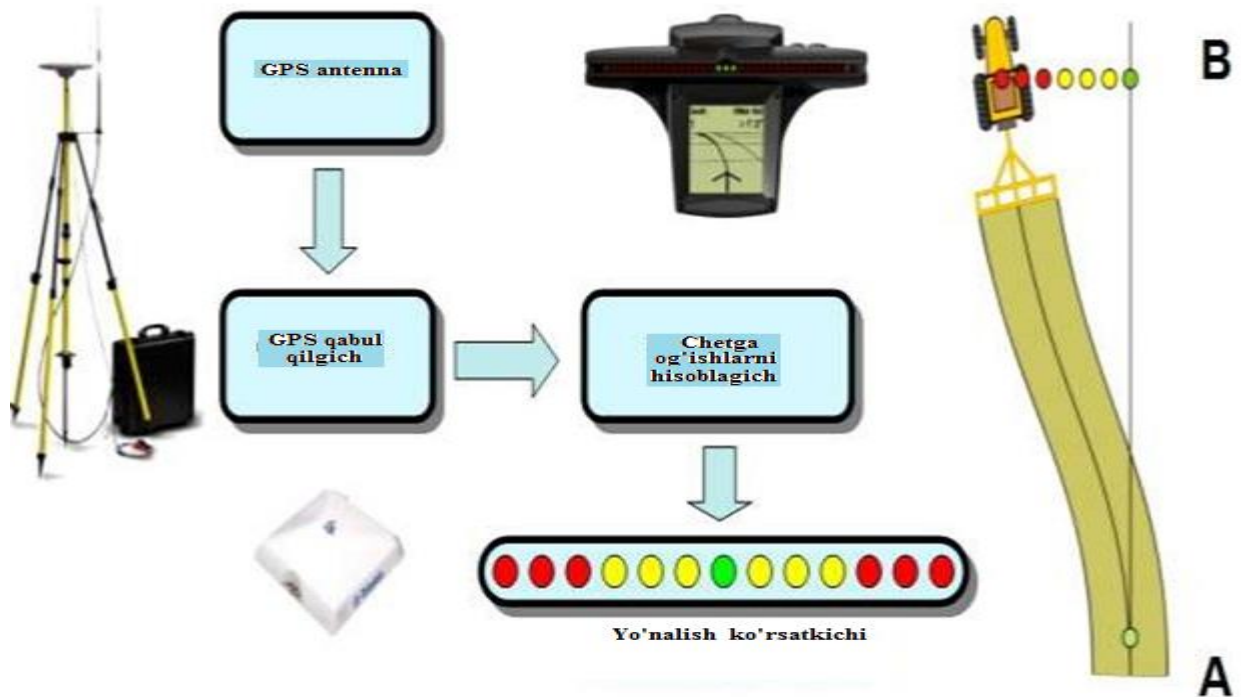 GPS antenna
B
GPS qabul
qilgich
Chetga
og'ishlarni
hisoblagich
Yo'nalish ko'rsatkichi
A